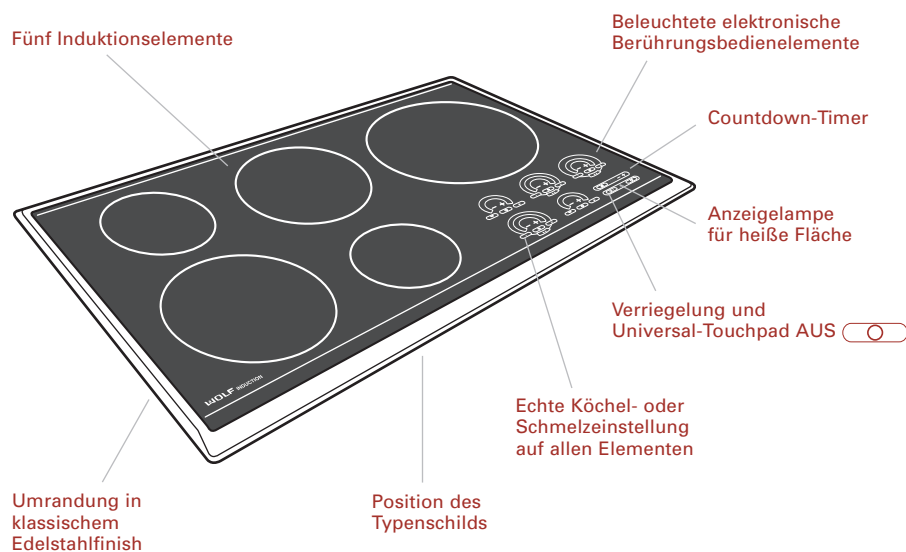 Beleuchtete elektronische
Berührungsbedienelemente
Fünf Induktionselemente
Countdown-Timer
Anzeigelampe
für heiße Fläche
Verriegelung und
Universal-Touchpad AUS
WOLF INDUCTION
Echte Köchel- oder
Schmelzeinstellung
auf allen Elementen
Umrandung in
klassischem
Edelstahlfinish
Position des
Typenschilds